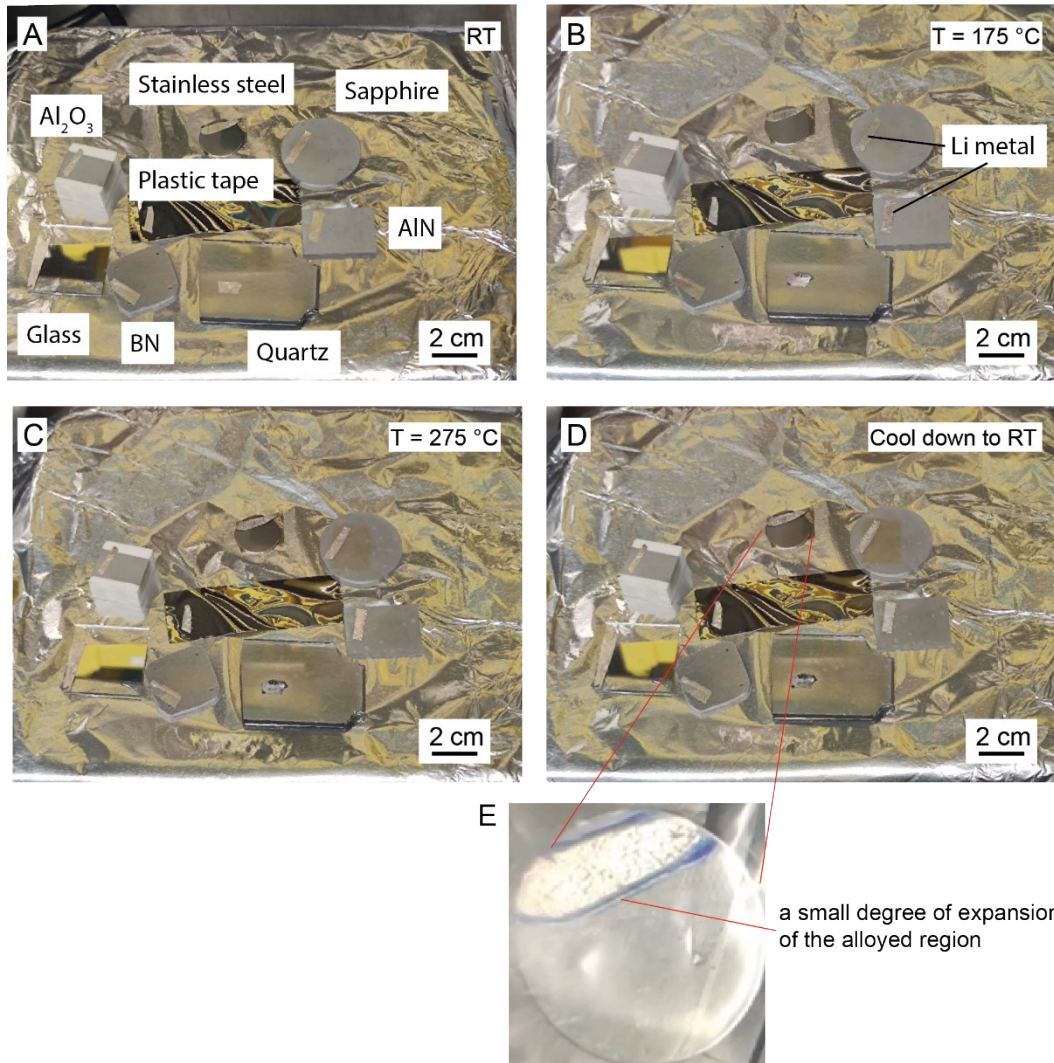 A
RT
Stainless steel
Sapphire
Al₂O₃
Plastic tape
AlN
Glass
BN
Quartz
2 cm
B
T = 175 °C
Li metal
2 cm
C
T = 275 °C
2 cm
D
Cool down to RT
2 cm
E
a small degree of expansion
of the alloyed region